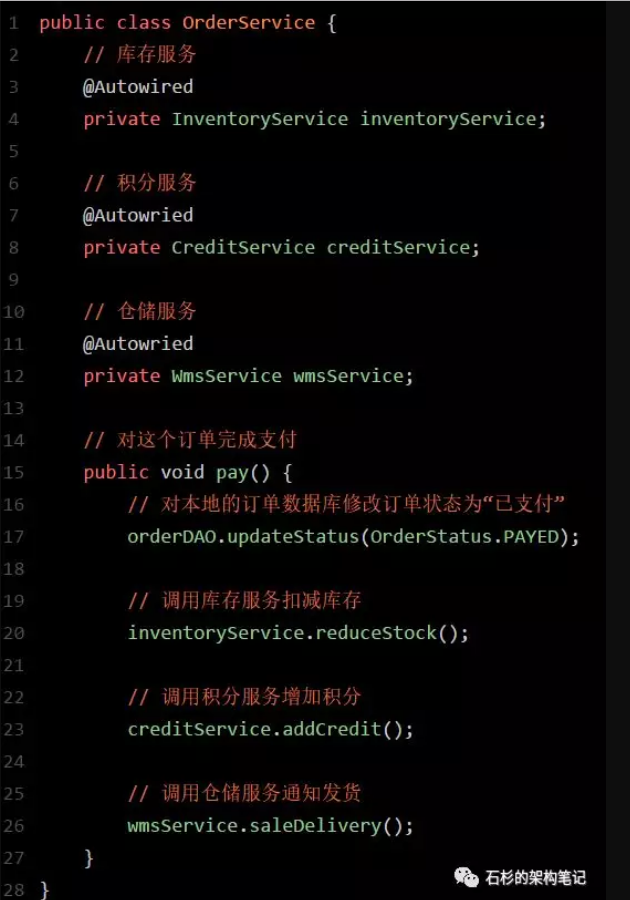 1 public class OrderService {
2     // 库存服务
3     @Autowired
4     private InventoryService inventoryService;
5
6     // 积分服务
7     @Autowried
8     private CreditService creditService;
9
10     // 仓储服务
11     @Autowried
12     private WmsService wmsService;
13
14     // 对这个订单完成支付
15     public void pay() {
16         // 对本地的订单数据库修改订单状态为“已支付”
17         orderDAO.updateStatus(OrderStatus.PAYED);
18
19         // 调用库存服务扣减库存
20         inventoryService.reduceStock();
21
22         // 调用积分服务增加积分
23         creditService.addCredit();
24
25         // 调用仓储服务通知发货
26         wmsService.saleDelivery();
27     }
28 }
石杉的架构笔记